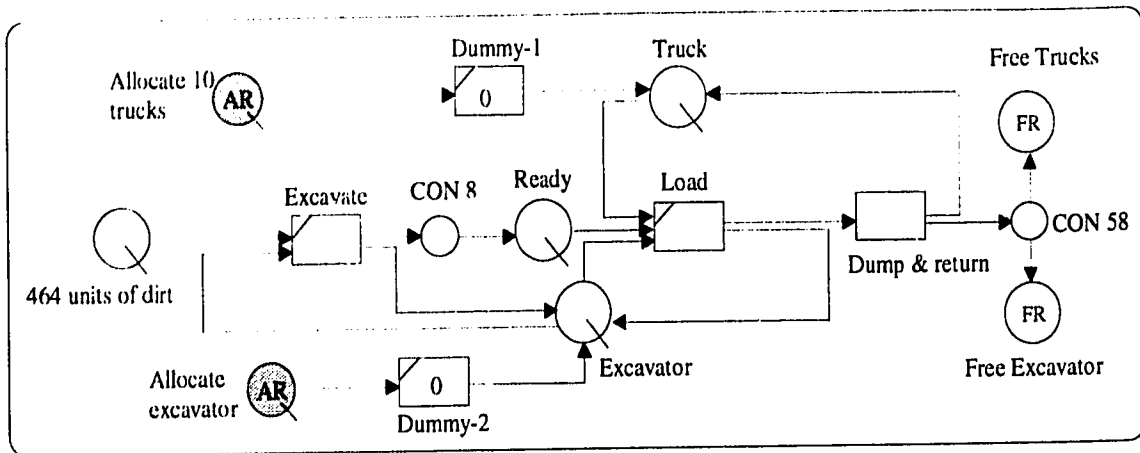 Dummy-1
Truck
Free Trucks
Allocate 10
trucks
AR
0
FR
Excavate
CON 8
Ready
Load
CON 58
Dump & return
464 units of dirt
FR
Excavator
Free Excavator
Allocate
excavator
AR
0
Dummy-2